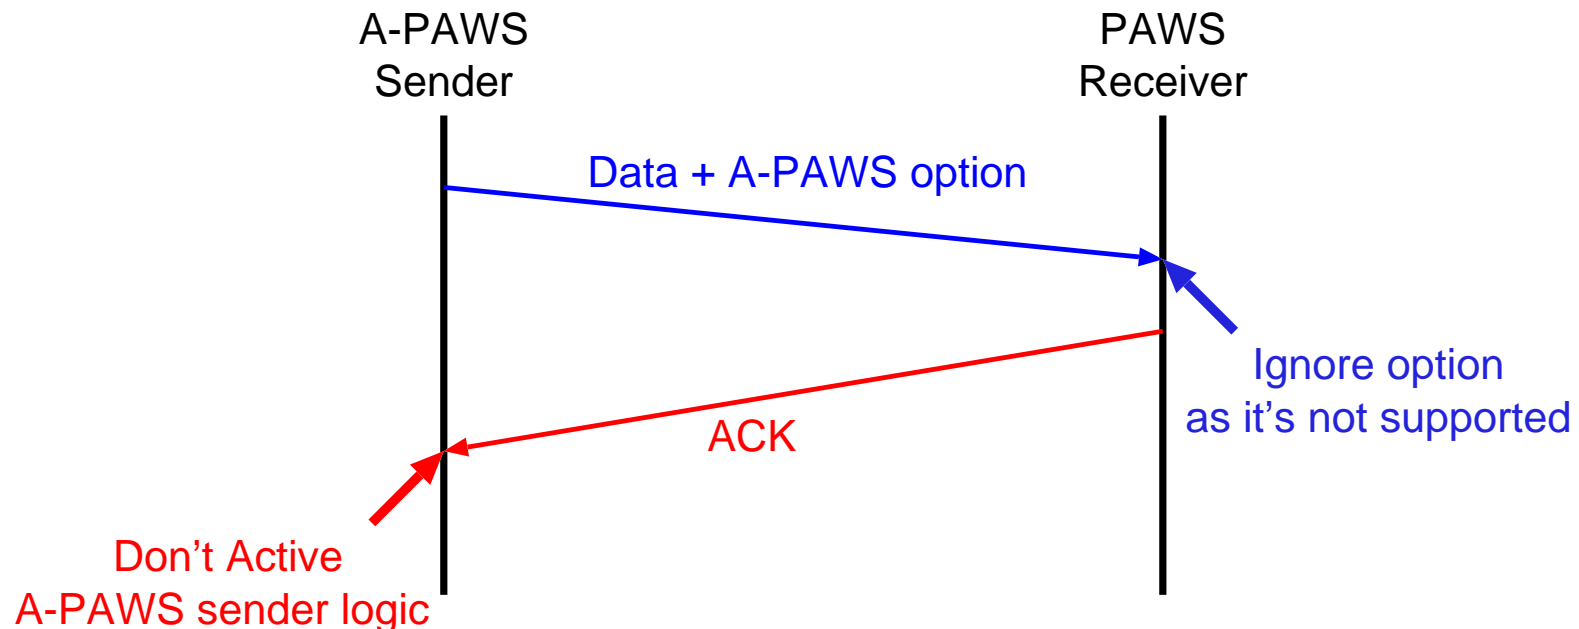 A-PAWS
Sender
PAWS
Receiver
Data + A-PAWS option
Ignore option
as it's not supported
ACK
Don't Active
A-PAWS sender logic